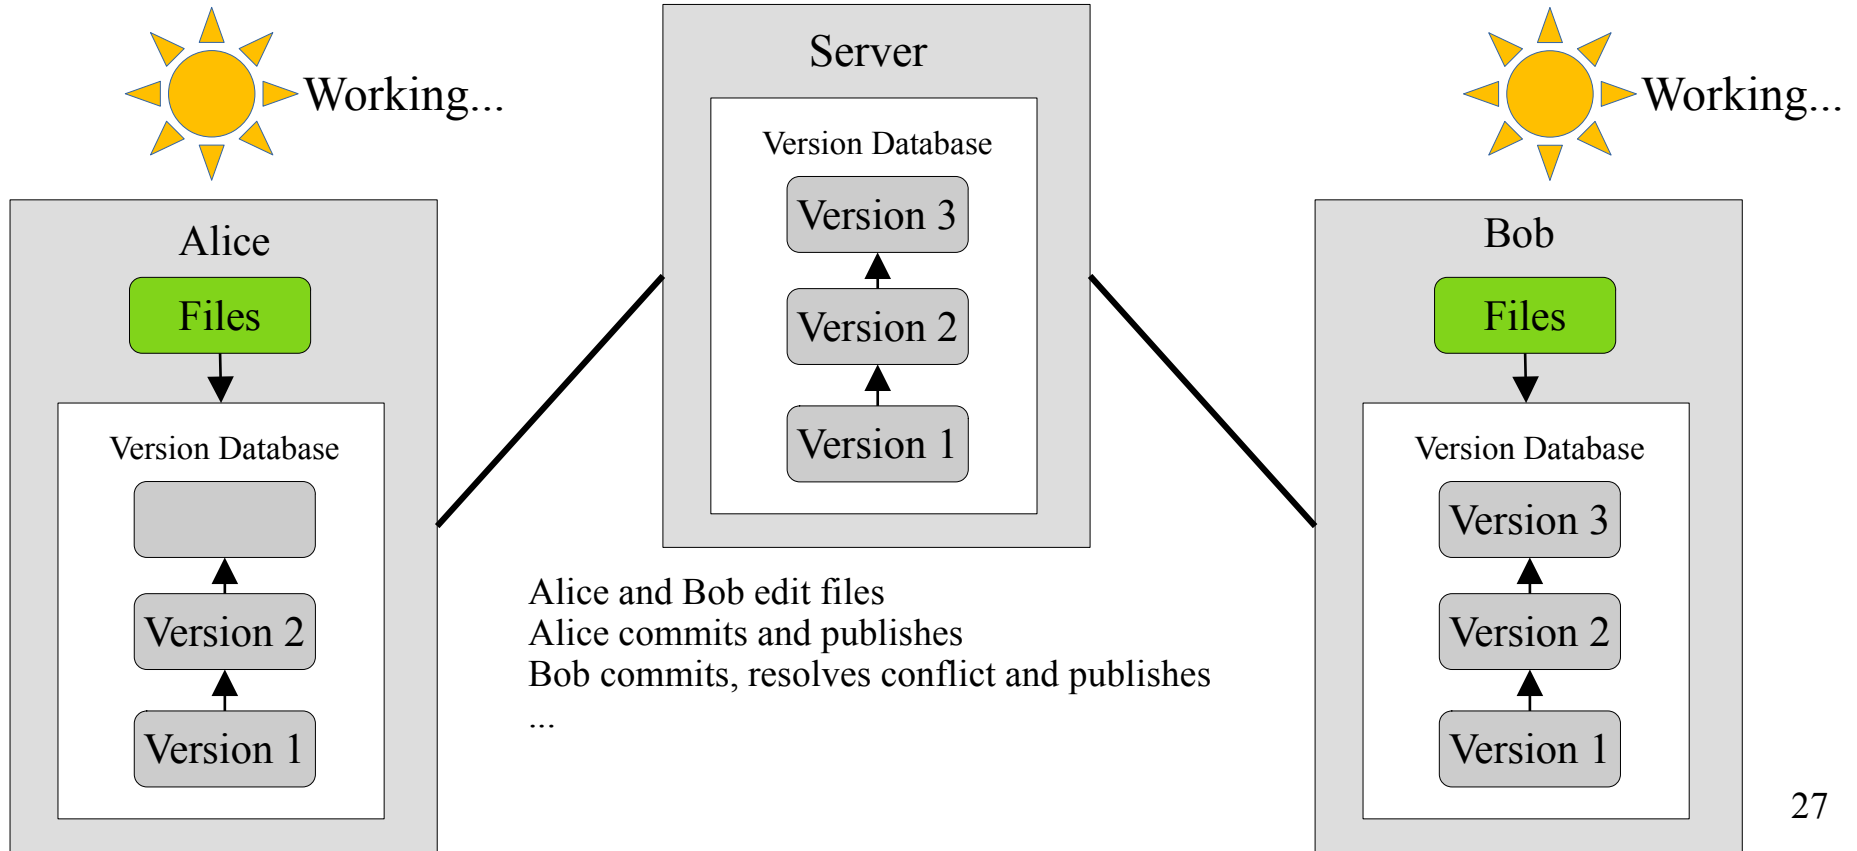 Working...
Server
Working...
Version Database
Version 3
Version 2
Version 1
Alice
Files
Version Database
Version 2
Version 1
Bob
Files
Version Database
Version 3
Version 2
Version 1
Alice and Bob edit files
Alice commits and publishes
Bob commits, resolves conflict and publishes
...
27